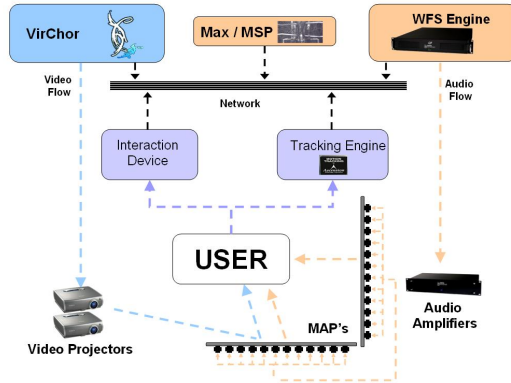 VirChor
Max / MSP
WFS Engine
Video
Flow
Audio
Flow
Network
Interaction
Device
Tracking Engine
USER
MAP's
Video Projectors
Audio
Amplifiers